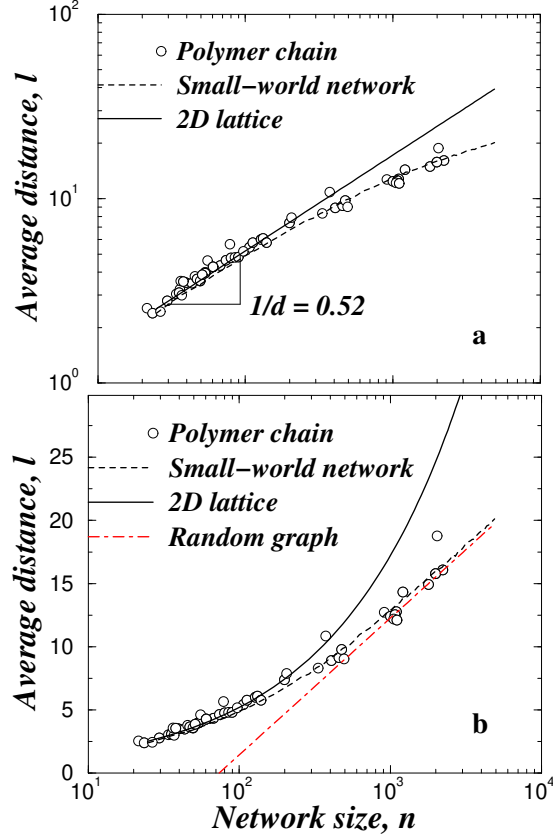 10²
Polymer chain
Small−world network
2D lattice
10¹
Average distance, l
1/d = 0.52
a
10⁰
Polymer chain
25
Small−world network
2D lattice
20
Random graph
15
Average distance, l
10
5
b
0
10¹ 10² 10³ 10⁴
Network size, n